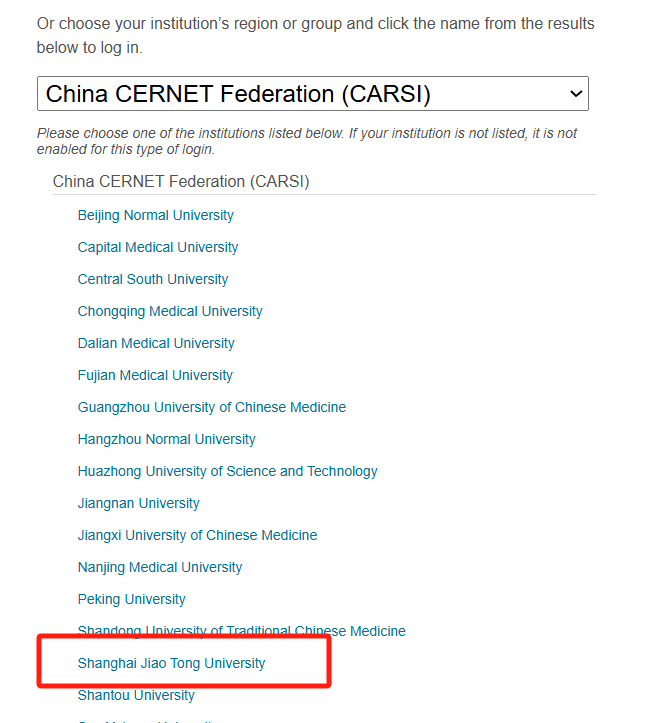 Or choose your institution’s region or group and click the name from the results
below to log in.
China CERNET Federation (CARSI)
Please choose one of the institutions listed below. If your institution is not listed, it is not
enabled for this type of login.
China CERNET Federation (CARSI)
Beijing Normal University
Capital Medical University
Central South University
Chongqing Medical University
Dalian Medical University
Fujian Medical University
Guangzhou University of Chinese Medicine
Hangzhou Normal University
Huazhong University of Science and Technology
Jiangnan University
Jiangxi University of Chinese Medicine
Nanjing Medical University
Peking University
Shandong University of Traditional Chinese Medicine
Shanghai Jiao Tong University
Shantou University